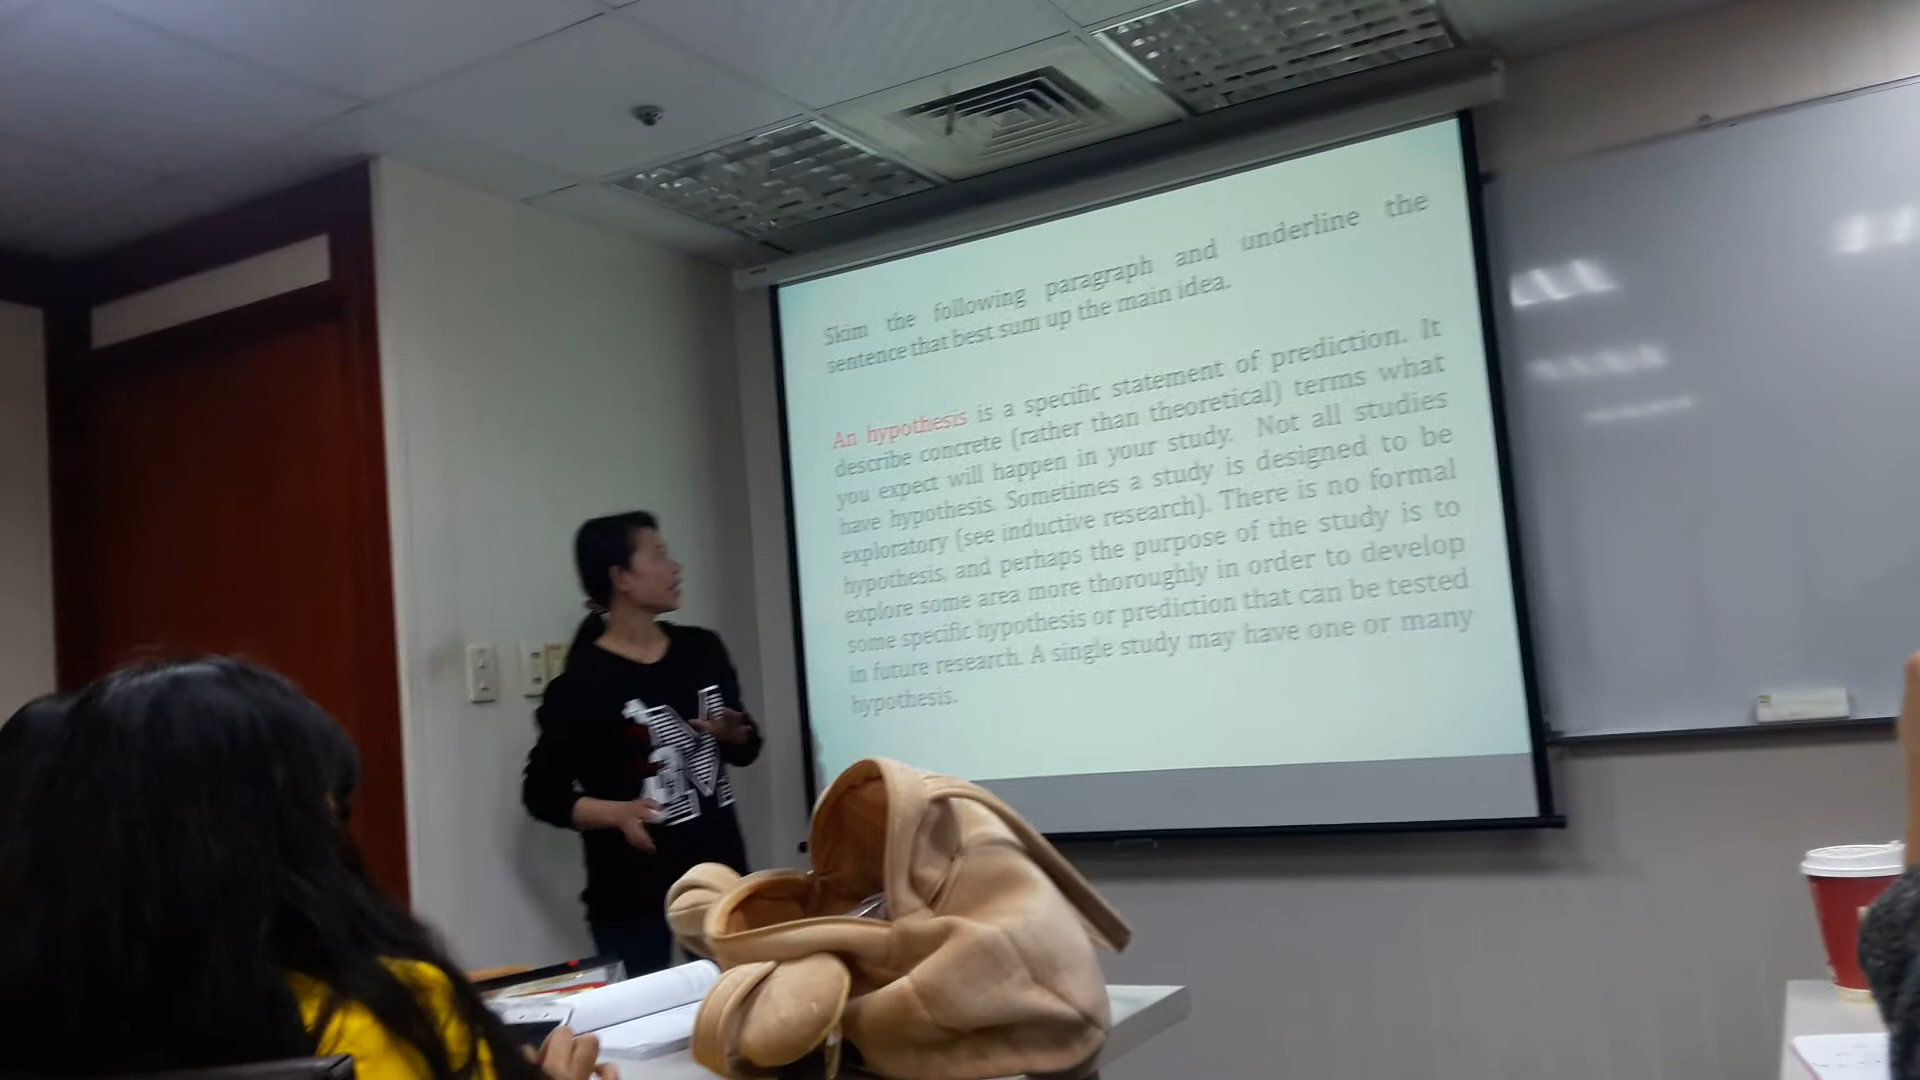 Skim the following paragraph and underline the
sentence that best sum up the main idea.
An hypothesis is a specific statement of prediction. It
describe concrete (rather than theoretical) terms what
you expect will happen in your study. Not all studies
have hypothesis. Sometimes a study is designed to be
exploratory (see inductive research). There is no formal
hypothesis, and perhaps the purpose of the study is to
explore some area more thoroughly in order to develop
some specific hypothesis or prediction that can be tested
in future research. A single study may have one or many
hypothesis.